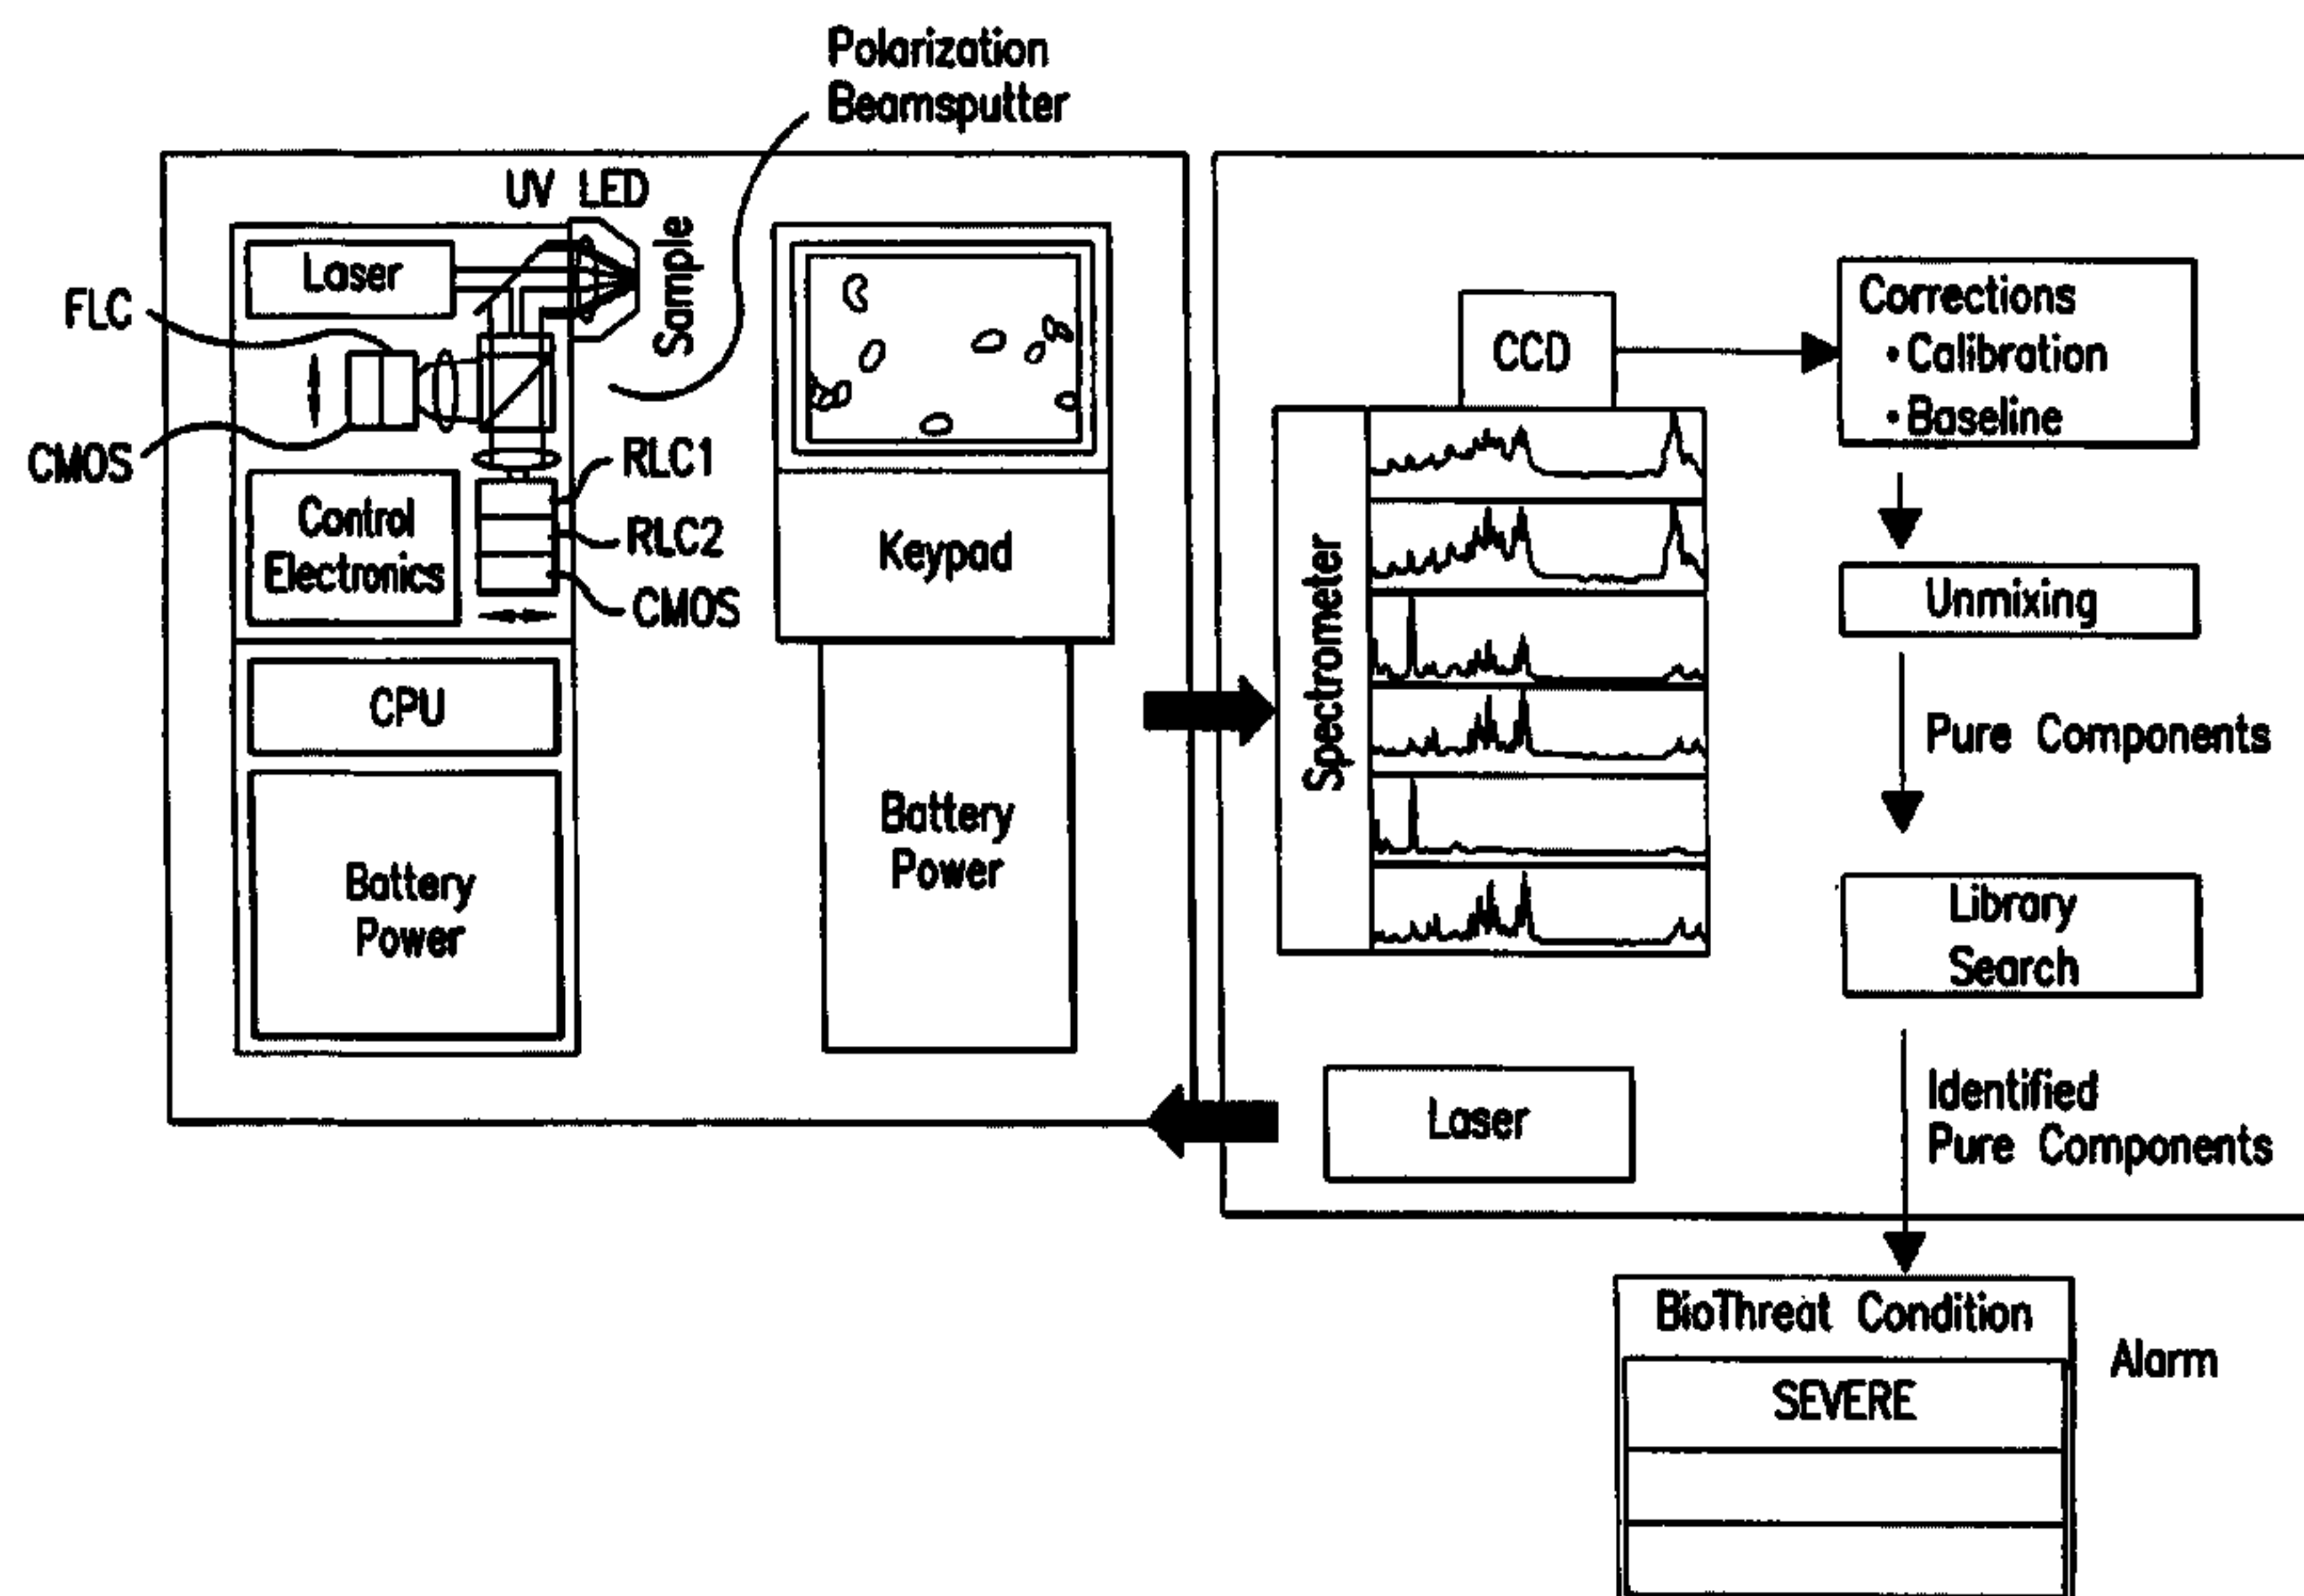 Polarization
Beamsputter
UV LED
Laser
Sample
FLC
CMOS
RLC1
RLC2
CMOS
Control
Electronics
CPU
Battery
Power
Keypad
Battery
Power
CCD
Spectrometer
Laser
Corrections
• Calibration
• Baseline
Unmixing
Pure Components
Library
Search
Identified
Pure Components
BioThreat Condition
SEVERE
Alarm